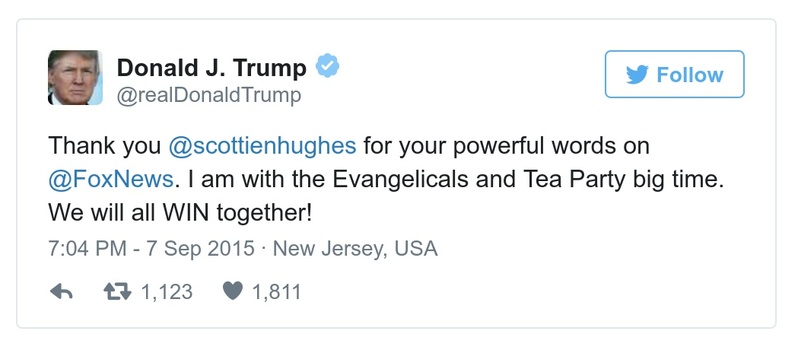 Donald J. Trump
@realDonaldTrump
Follow
Thank you @scottienhughes for your powerful words on
@FoxNews. I am with the Evangelicals and Tea Party big time.
We will all WIN together!
7:04 PM - 7 Sep 2015 · New Jersey, USA
1,123 1,811